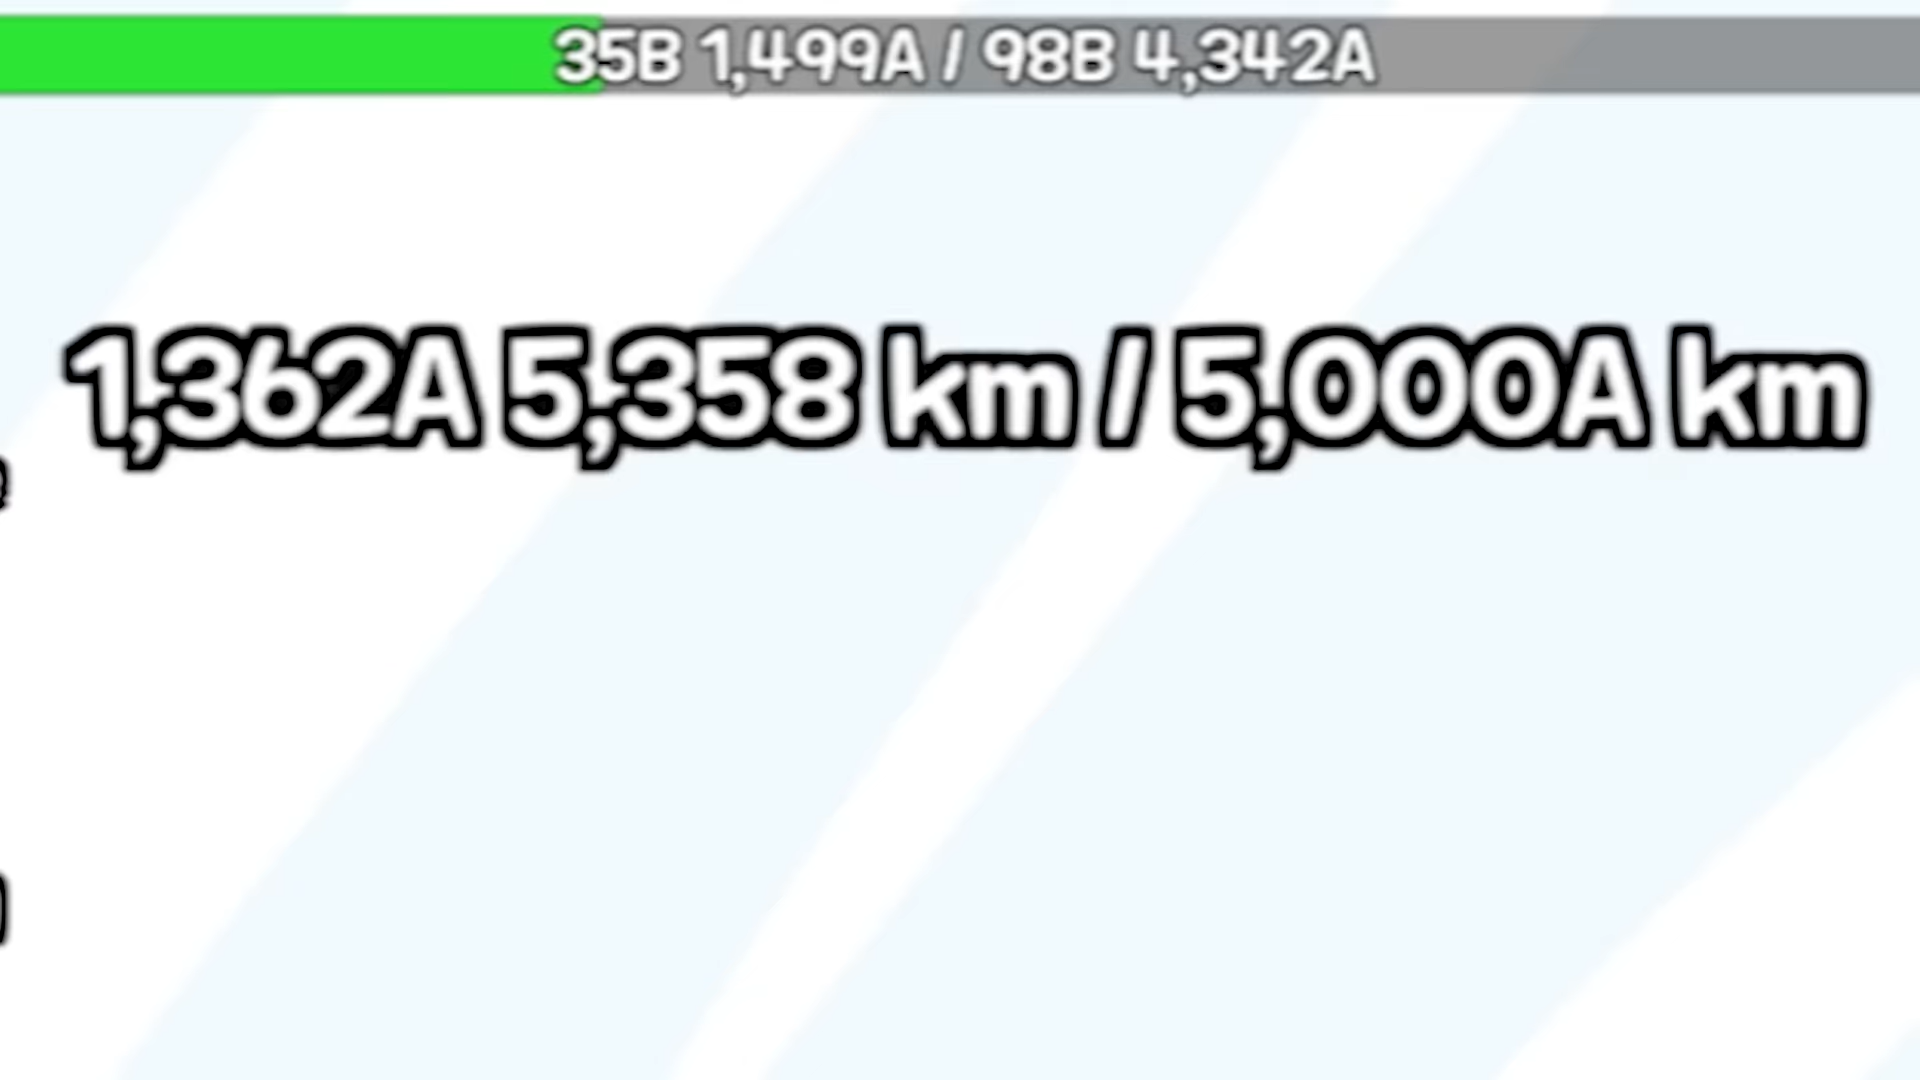 35B 1,499A / 98B 4,342A
1,362A 5,358 km / 5,000A km